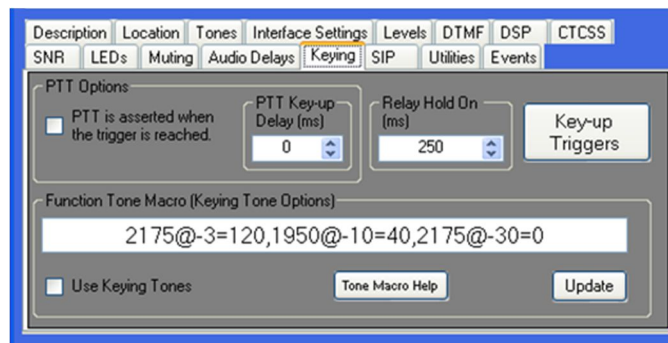 Description Location Tones Interface Settings Levels DTMF DSP CTCSS
SNR LEDs Muting Audio Delays Keying SIP Utilities Events
PTT Options
PTT is asserted when
the trigger is reached.
PTT Key-up
Delay (ms)
0
Relay Hold On
(ms)
250
Key-up
Triggers
Function Tone Macro (Keying Tone Options)
2175@-3=120,1950@-10=40,2175@-30=0
Use Keying Tones
Tone Macro Help
Update